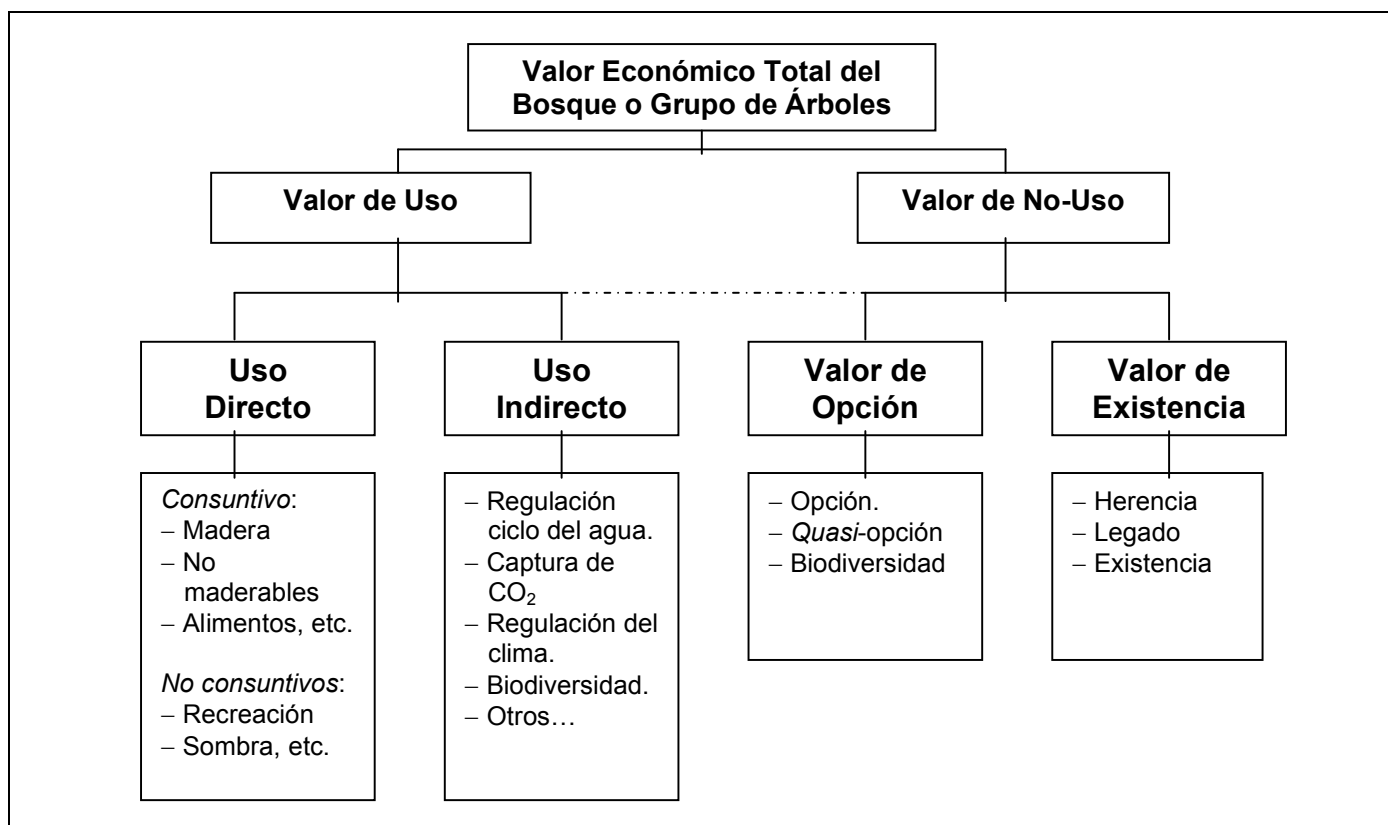 Valor Económico Total del
Bosque o Grupo de Árboles
Valor de Uso
Valor de No-Uso
Uso
Directo
Uso
Indirecto
Valor de
Opción
Valor de
Existencia
Consuntivo:
– Madera
– No
maderables
– Alimentos, etc.
No consuntivos:
– Recreación
– Sombra, etc.
– Regulación
ciclo del agua.
– Captura de
CO₂
– Regulación del
clima.
– Biodiversidad.
– Otros…
– Opción.
– Quasi-opción
– Biodiversidad
– Herencia
– Legado
– Existencia